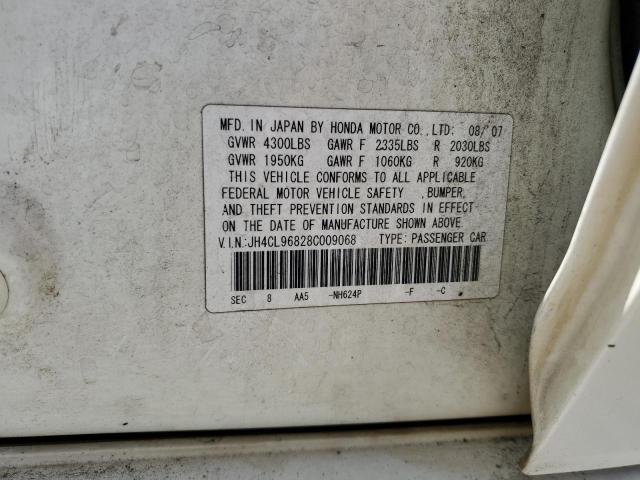 MFD. IN JAPAN BY HONDA MOTOR CO., LTD: 08/'07
GVWR 4300LBS GAWR F 2335LBS R 2030LBS
GVWR 1950KG GAWR F 1060KG R 920KG
THIS VEHICLE CONFORMS TO ALL APPLICABLE
FEDERAL MOTOR VEHICLE SAFETY , BUMPER,
AND THEFT PREVENTION STANDARDS IN EFFECT
ON THE DATE OF MANUFACTURE SHOWN ABOVE.
V.I.N:JH4CL96828C009068 TYPE: PASSENGER CAR
SEC 8 AA5 -NH624P -F -C